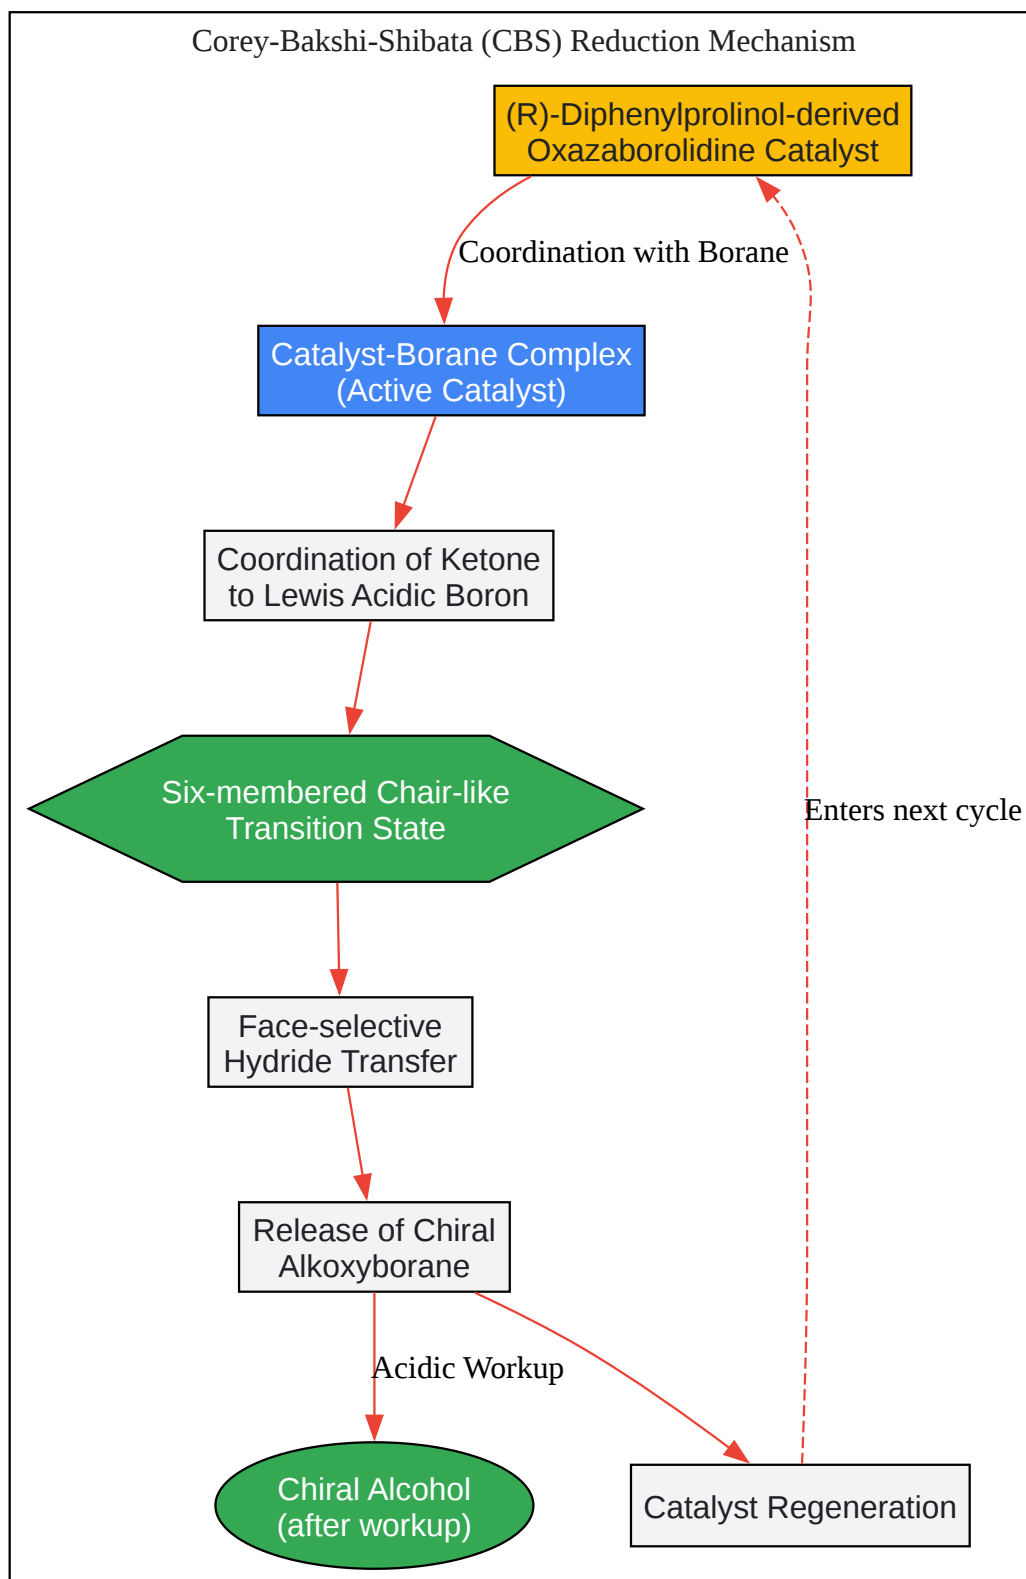 Corey-Bakshi-Shibata (CBS) Reduction Mechanism
(R)-Diphenylprolinol-derived
Oxazaborolidine Catalyst
Coordination with Borane
Catalyst-Borane Complex
(Active Catalyst)
Coordination of Ketone
to Lewis Acidic Boron
Six-membered Chair-like
Transition State
Enters next cycle
Face-selective
Hydride Transfer
Release of Chiral
Alkoxyborane
Acidic Workup
Chiral Alcohol
(after workup)
Catalyst Regeneration